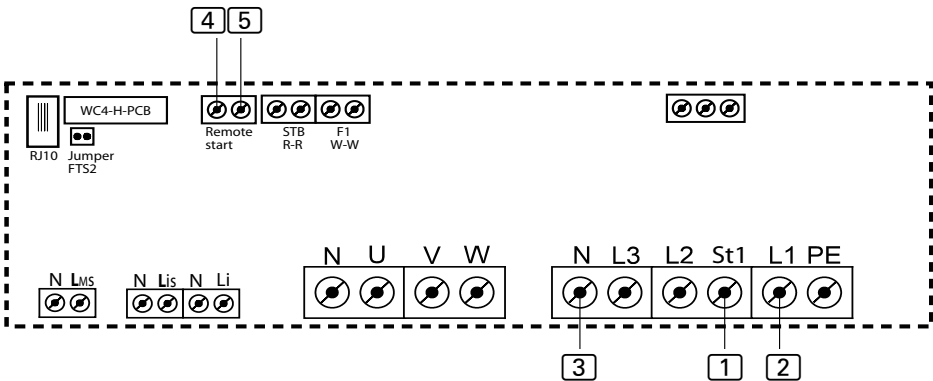 4 5
WC4-H-PCB
RJ10
Jumper
FTS2
Remote
start
STB
R-R
F1
W-W
N LMS
N Lis N Li
N U V W
N L3 L2 St1 L1 PE
3 1 2